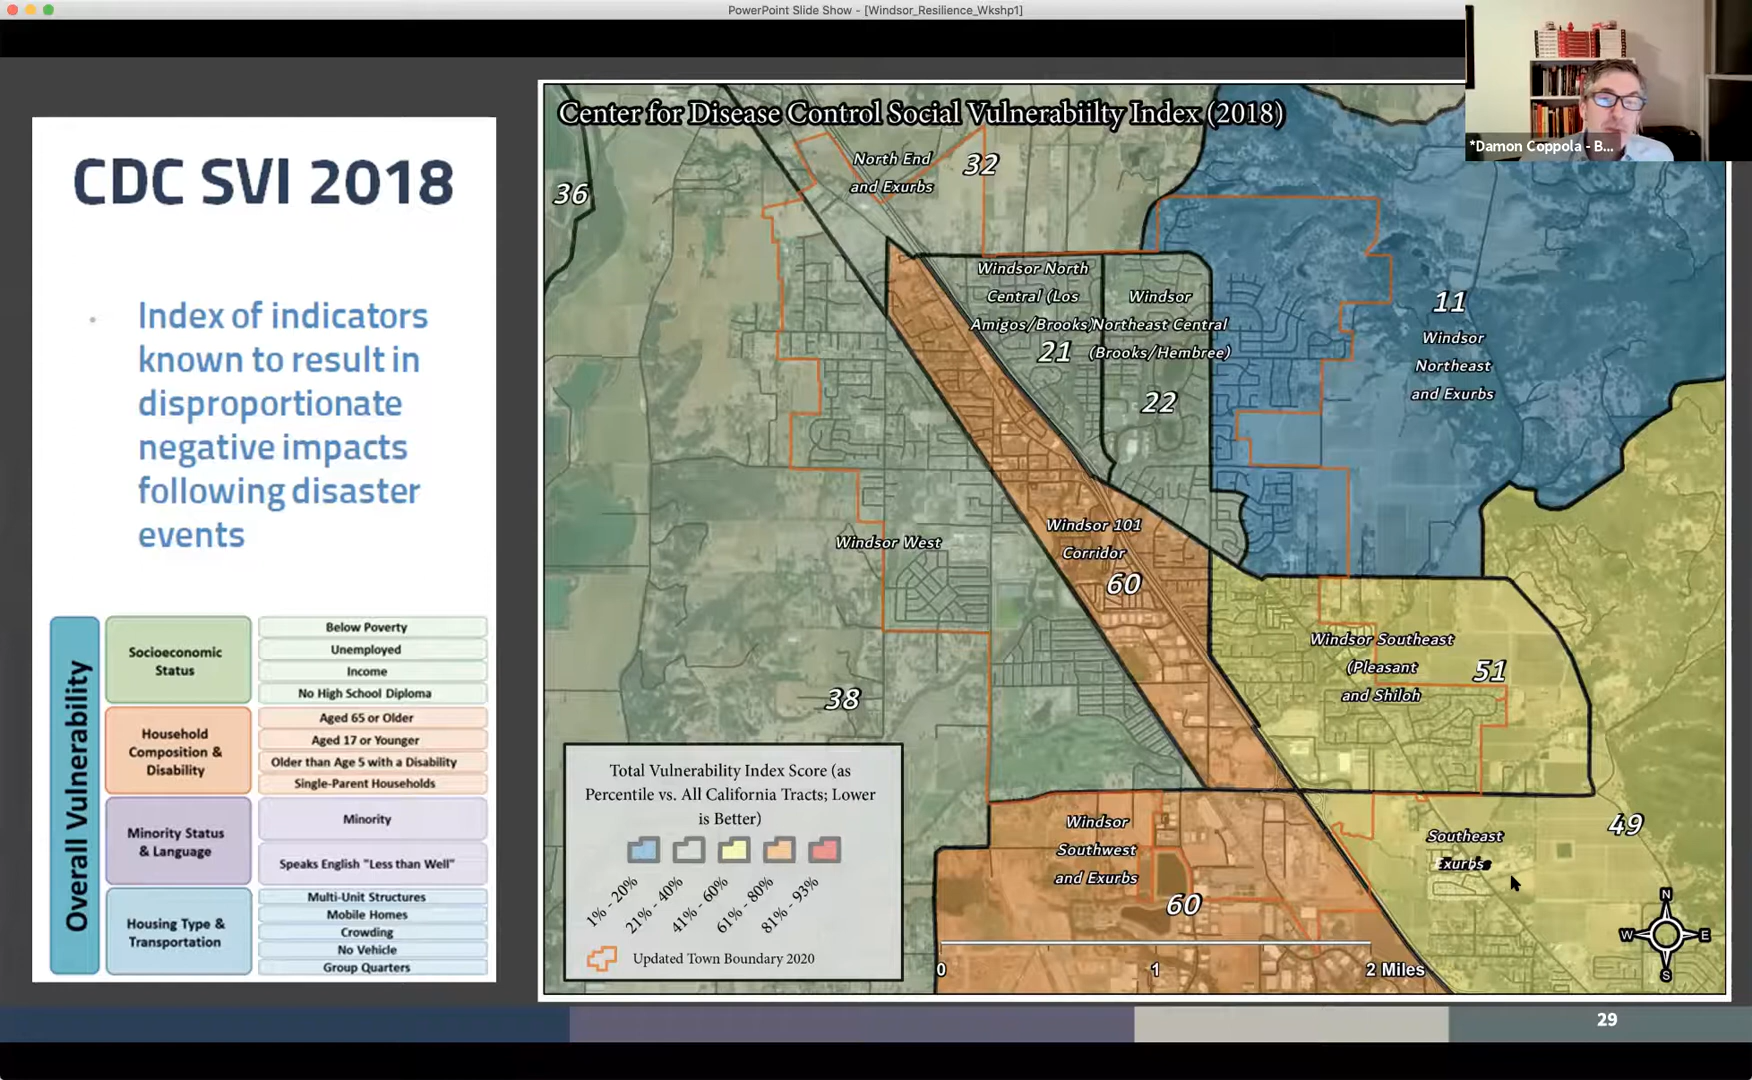 PowerPoint Slide Show - [Windsor_Resilience_Wkshp1]
*Damon Coppola - B...
CDC SVI 2018
Index of indicators
known to result in
disproportionate
negative impacts
following disaster
events
Overall Vulnerability
Socioeconomic
Status
Below Poverty
Unemployed
Income
No High School Diploma
Household
Composition &
Disability
Aged 65 or Older
Aged 17 or Younger
Older than Age 5 with a Disability
Single-Parent Households
Minority Status
& Language
Minority
Speaks English "Less than Well"
Housing Type &
Transportation
Multi-Unit Structures
Mobile Homes
Crowding
No Vehicle
Group Quarters
Center for Disease Control Social Vulnerabiilty Index (2018)
36
North End
and Exurbs
32
Windsor North
Central (Los
Amigos/Brooks)
21
Windsor
Northeast Central
(Brooks/Hembree)
22
11
Windsor
Northeast
and Exurbs
Windsor 101
Corridor
60
Windsor West
38
Windsor Southeast
(Pleasant
and Shiloh
51
Windsor
Southwest
and Exurbs
60
Southeast
Exurbs
49
Total Vulnerability Index Score (as
Percentile vs. All California Tracts; Lower
is Better)
1% - 20%
21% - 40%
41% - 60%
61% - 80%
81% - 93%
Updated Town Boundary 2020
0 1 2 Miles
N
W E
S
29